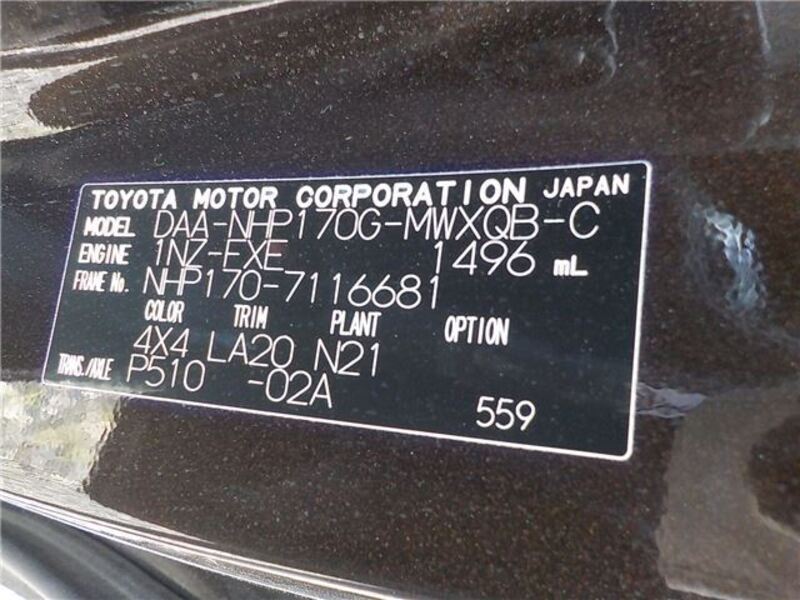 TOYOTA MOTOR CORPORATION JAPAN
MODEL DAA-NHP170G-MWXQB-C
ENGINE 1NZ-FXE 1496 mL
FRAME No. NHP170-7116681
COLOR TRIM PLANT OPTION
4X4 LA20 N21
TRANS./AXLE P510 -02A
559